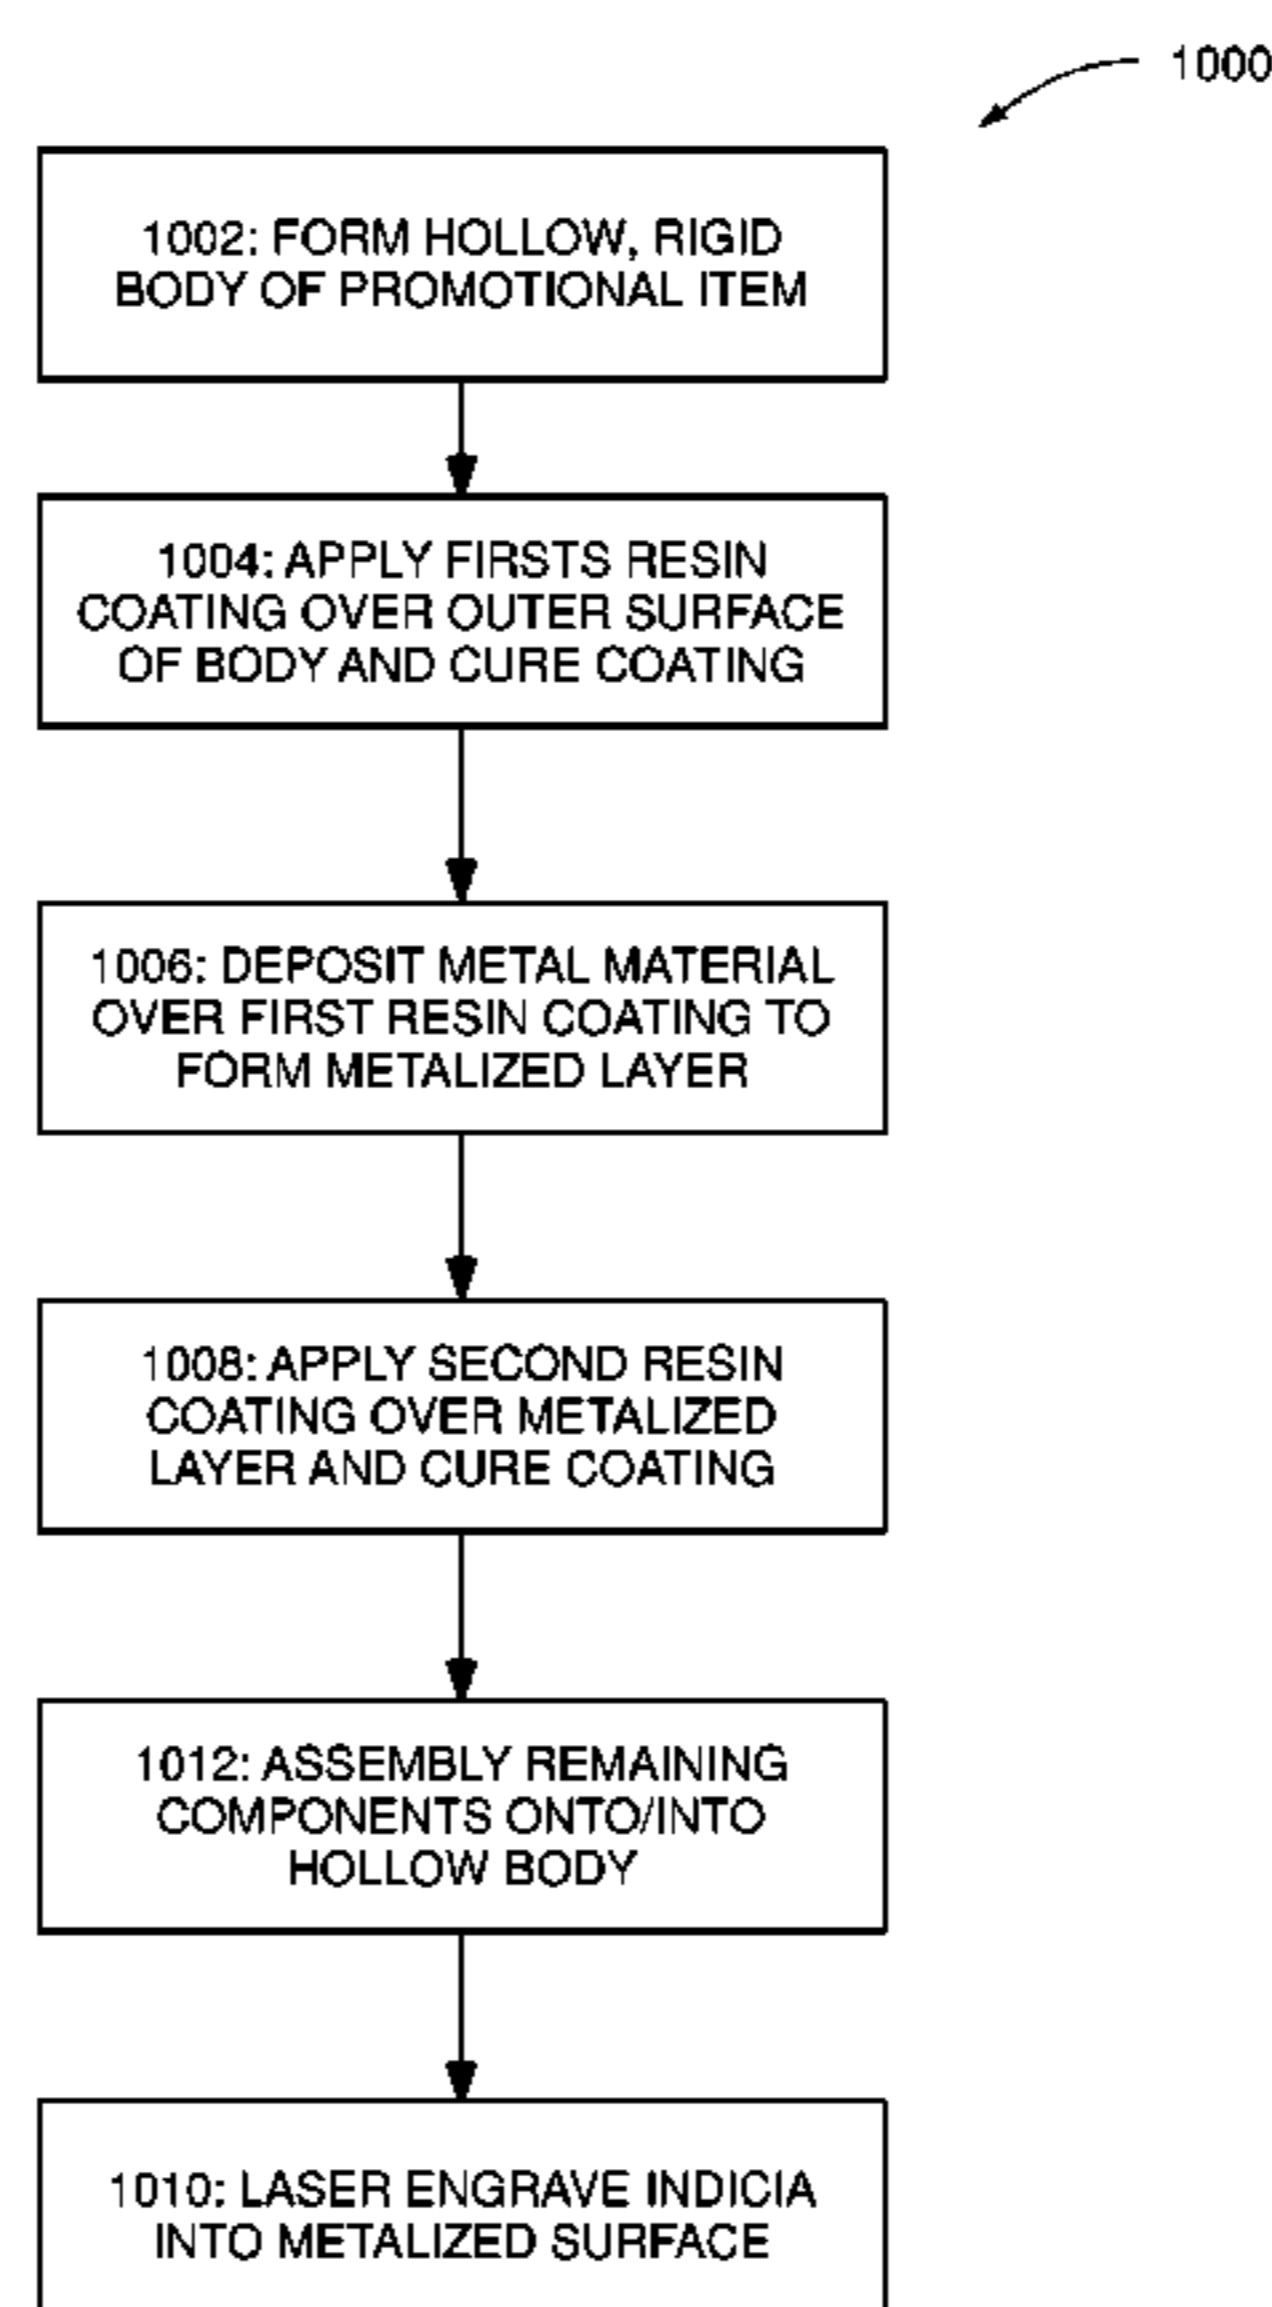 1000
1002: FORM HOLLOW, RIGID
BODY OF PROMOTIONAL ITEM
1004: APPLY FIRSTS RESIN
COATING OVER OUTER SURFACE
OF BODY AND CURE COATING
1006: DEPOSIT METAL MATERIAL
OVER FIRST RESIN COATING TO
FORM METALIZED LAYER
1008: APPLY SECOND RESIN
COATING OVER METALIZED
LAYER AND CURE COATING
1012: ASSEMBLY REMAINING
COMPONENTS ONTO/INTO
HOLLOW BODY
1010: LASER ENGRAVE INDICIA
INTO METALIZED SURFACE